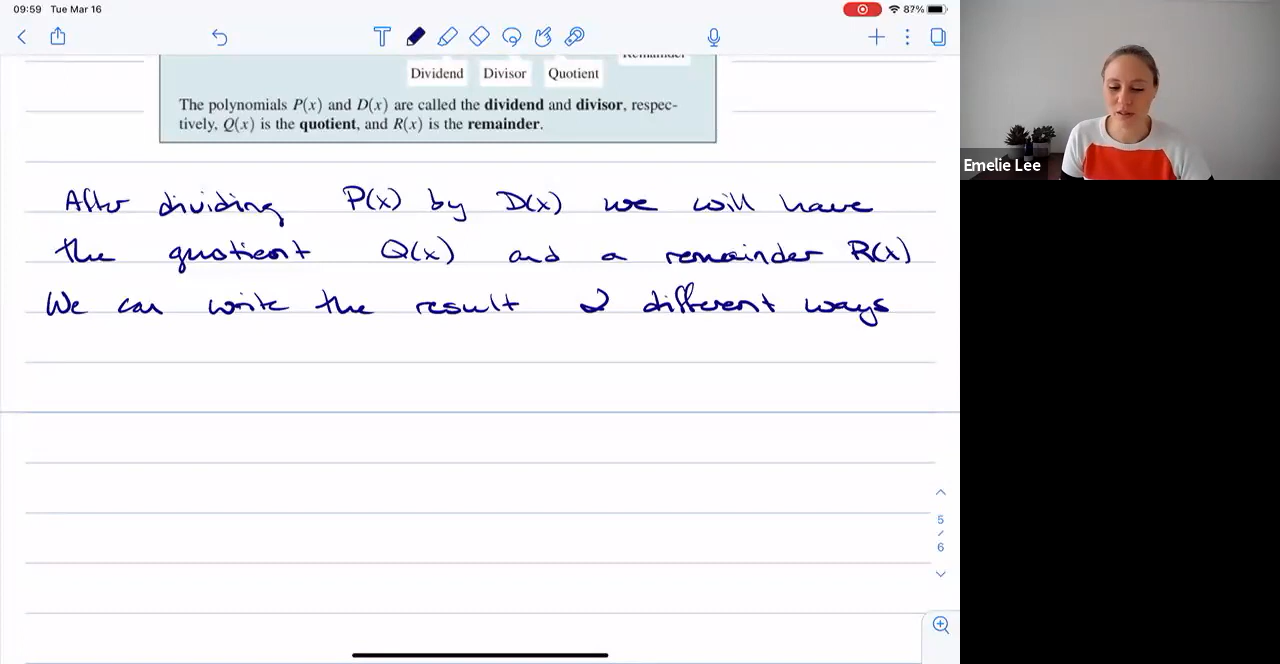 09:59 Tue Mar 16
87%
Remainder
Dividend Divisor Quotient
The polynomials P(x) and D(x) are called the dividend and divisor, respec-
tively, Q(x) is the quotient, and R(x) is the remainder.
After dividing P(x) by D(x) we will have
the quotient Q(x) and a remainder R(x)
We can write the result 2 different ways
5
/
6
Emelie Lee